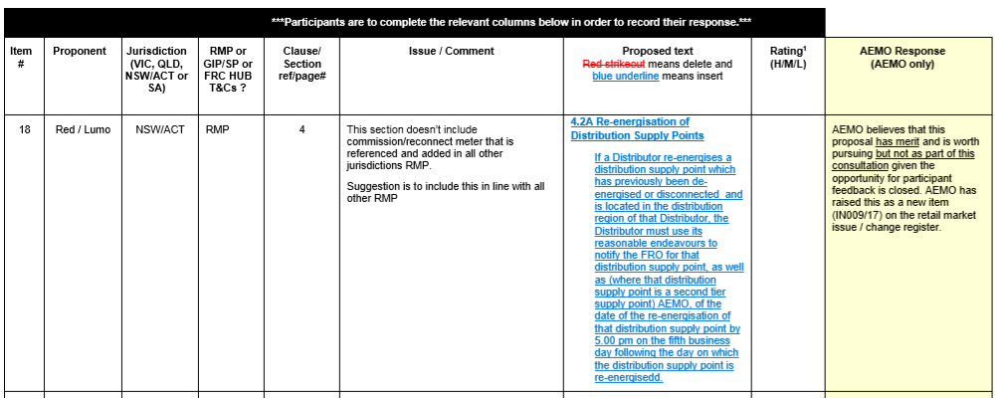 ***Participants are to complete the relevant columns below in order to record their response.***
Item
#
Proponent
Jurisdiction
(VIC, QLD,
NSW/ACT or
SA)
RMP or
GIP/SP or
FRC HUB
T&Cs ?
Clause/
Section
ref/page#
Issue / Comment
Proposed text
Red strikeout means delete and
blue underline means insert
Rating1
(H/M/L)
AEMO Response
(AEMO only)
18
Red / Lumo
NSW/ACT
RMP
4
This section doesn't include
commission/reconnect meter that is
referenced and added in all other
jurisdictions RMP.
Suggestion is to include this in line with all
other RMP
4.2A Re-energisation of
Distribution Supply Points
If a Distributor re-energises a
distribution supply point which
has previously been de-
energised or disconnected and
is located in the distribution
region of that Distributor, the
Distributor must use its
reasonable endeavours to
notify the FRO for that
distribution supply point, as well
as (where that distribution
supply point is a second tier
supply point) AEMO, of the
date of the re-energisation of
that distribution supply point by
5.00 pm on the fifth business
day following the day on which
the distribution supply point is
re-energisedd.
AEMO believes that this
proposal has merit and is worth
pursuing but not as part of this
consultation given the
opportunity for participant
feedback is closed. AEMO has
raised this as a new item
(IN009/17) on the retail market
issue / change register.